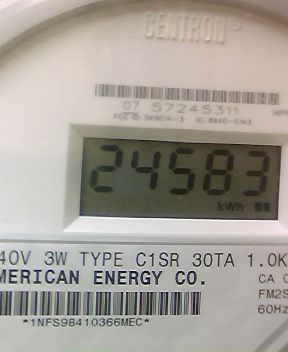 CENTRON®
07 57245311
24583
kWh
40V 3W TYPE C1SR 30TA 1.0K
MERICAN ENERGY CO.
CA
FM2S
60Hz
*1NFS98410366MEC*